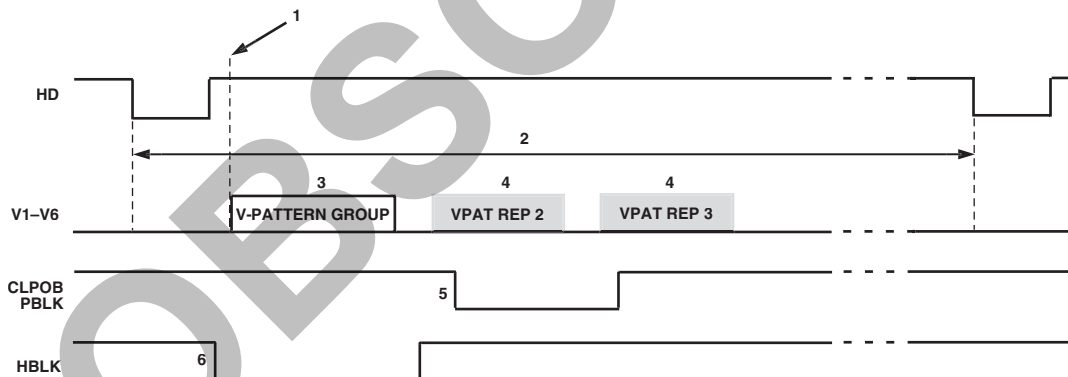 1
HD
2
3
4
4
V1–V6
V-PATTERN GROUP
VPAT REP 2
VPAT REP 3
CLPOB
PBLK
5
HBLK
6
OBSO